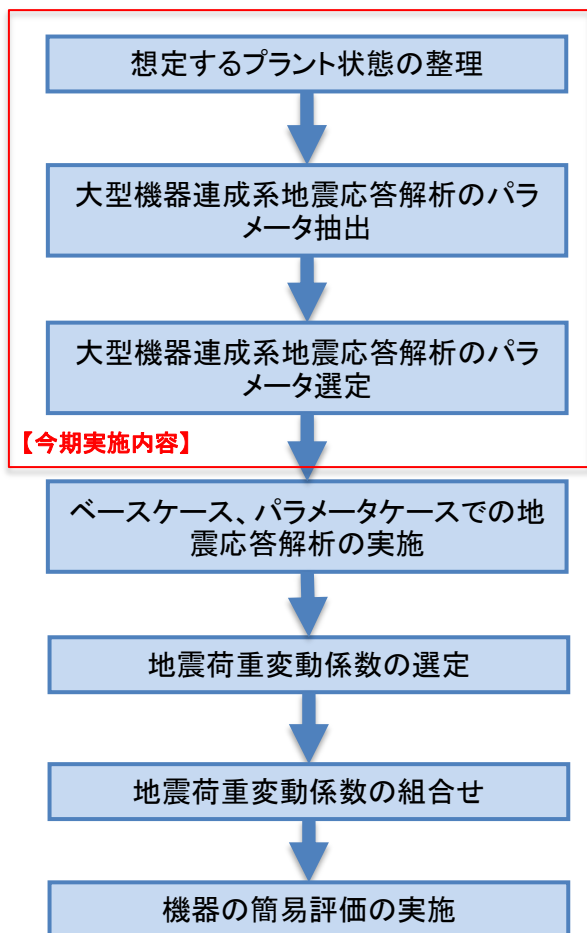 想定するプラント状態の整理
大型機器連成系地震応答解析のパラ
メータ抽出
大型機器連成系地震応答解析のパラ
メータ選定
【今期実施内容】
ベースケース、パラメータケースでの地
震応答解析の実施
地震荷重変動係数の選定
地震荷重変動係数の組合せ
機器の簡易評価の実施